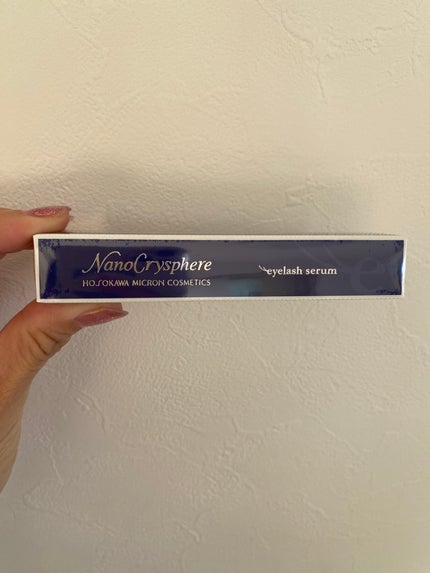 NanoCrysphere
HOSOKAWA MICRON COSMETICS
eyelash serum